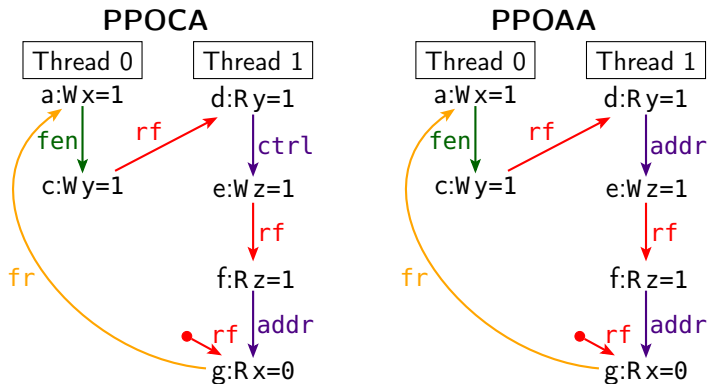 PPOCA
Thread 0 Thread 1
a:W x=1 d:R y=1
fen rf ctrl
c:W y=1 e:W z=1
rf
f:R z=1
fr addr
rf
g:R x=0
PPOAA
Thread 0 Thread 1
a:W x=1 d:R y=1
fen rf addr
c:W y=1 e:W z=1
rf
f:R z=1
fr addr
rf
g:R x=0